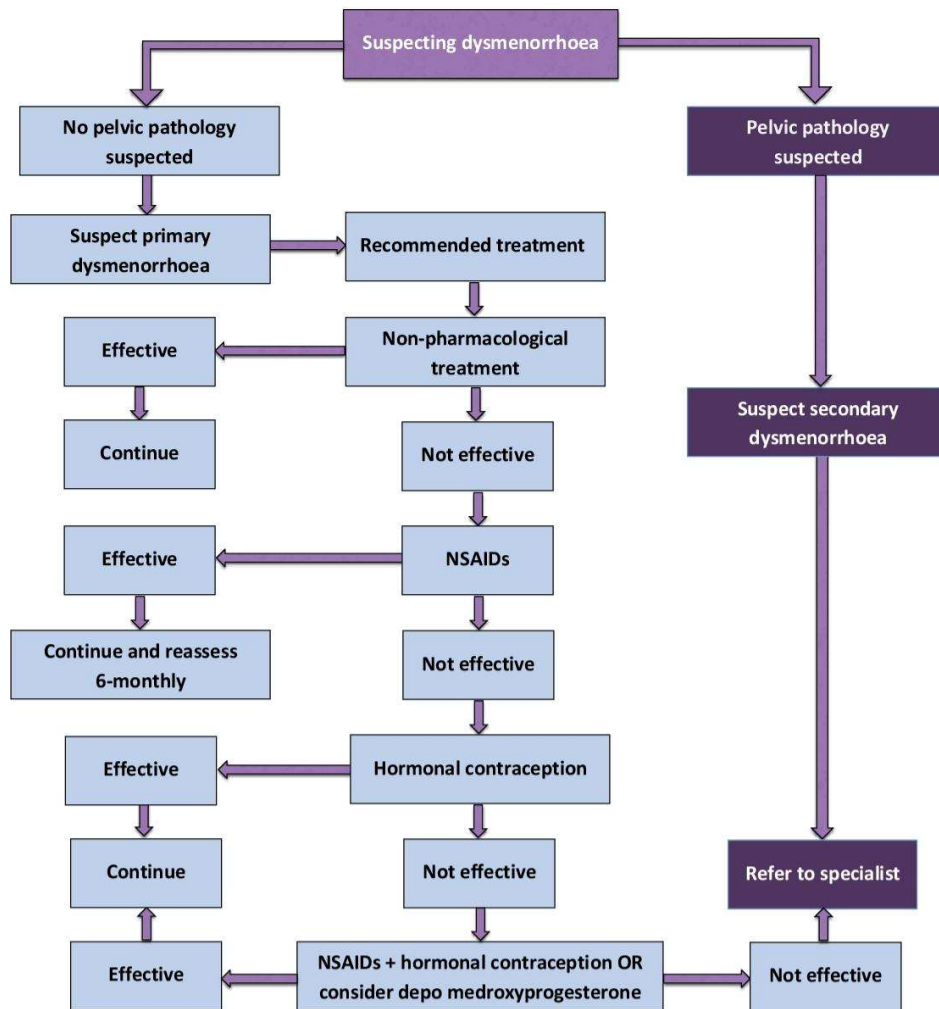 Suspecting dysmenorrhoea
No pelvic pathology
suspected
Pelvic pathology
suspected
Suspect primary
dysmenorrhoea
Recommended treatment
Effective
Non-pharmacological
treatment
Suspect secondary
dysmenorrhoea
Continue
Not effective
Effective
NSAIDs
Continue and reassess
6-monthly
Not effective
Effective
Hormonal contraception
Continue
Not effective
Refer to specialist
Effective
NSAIDs + hormonal contraception OR
consider depo medroxyprogesterone
Not effective